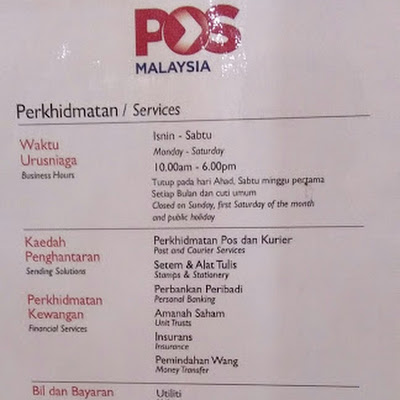 POS
MALAYSIA
Perkhidmatan / Services
Waktu
Urusniaga
Business Hours
Isnin - Sabtu
Monday - Saturday
10.00am - 6.00pm
Tutup pada hari Ahad, Sabtu minggu pertama
Setiap Bulan dan cuti umum
Closed on Sunday, first Saturday of the month
and public holiday
Kaedah
Penghantaran
Sending Solutions
Perkhidmatan Pos dan Kurier
Post and Courier Services
Setem & Alat Tulis
Stamps & Stationery
Perkhidmatan
Kewangan
Financial Services
Perbankan Peribadi
Personal Banking
Amanah Saham
Unit Trusts
Insurans
Insurance
Pemindahan Wang
Money Transfer
Bil dan Bayaran
Utiliti